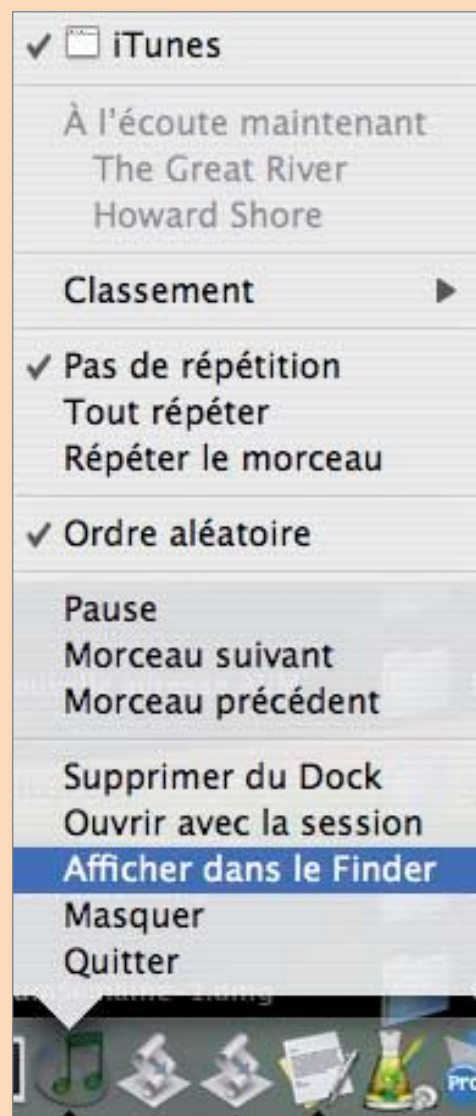 iTunes
À l'écoute maintenant
The Great River
Howard Shore
Classement
Pas de répétition
Tout répéter
Répéter le morceau
Ordre aléatoire
Pause
Morceau suivant
Morceau précédent
Supprimer du Dock
Ouvrir avec la session
Afficher dans le Finder
Masquer
Quitter